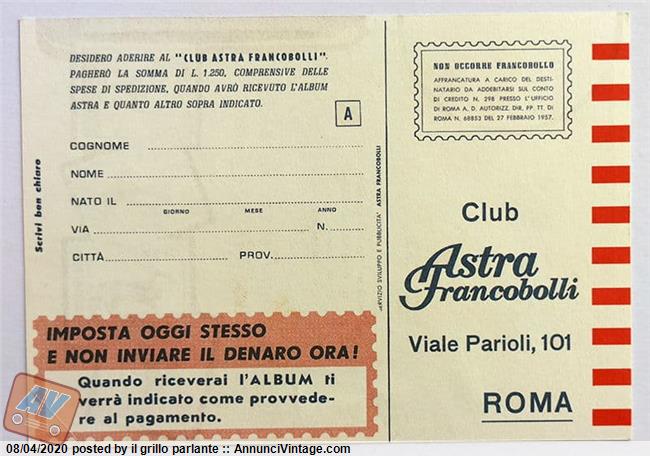 DESIDERO ADERIRE AL "CLUB ASTRA FRANCOBOLLI".
PAGHERÒ LA SOMMA DI L. 1.250, COMPRENSIVE DELLE
SPESE DI SPEDIZIONE, QUANDO AVRÒ RICEVUTO L'ALBUM
ASTRA E QUANTO ALTRO SOPRA INDICATO.
A
COGNOME
NOME
NATO IL
GIORNO MESE ANNO
VIA N.
CITTÀ PROV.
Scrivi ben chiaro
SERVIZIO SVILUPPO E PUBBLICITA' ASTRA FRANCOBOLLI
IMPOSTA OGGI STESSO
E NON INVIARE IL DENARO ORA!
Quando riceverai l'ALBUM ti
verrà indicato come provvede-
re al pagamento.
NON OCCORRE FRANCOBOLLO
AFFRANCATURA A CARICO DEL DESTI-
NATARIO DA ADDEBITARSI SUL CONTO
DI CREDITO N. 298 PRESSO L'UFFICIO
DI ROMA A. D. AUTORIZZ. DIR. PP. TT. DI
ROMA N. 68853 DEL 27 FEBBRAIO 1957.
Club
Astra
Francobolli
Viale Parioli, 101
ROMA
AV
08/04/2020 posted by il grillo parlante :: AnnunciVintage.com